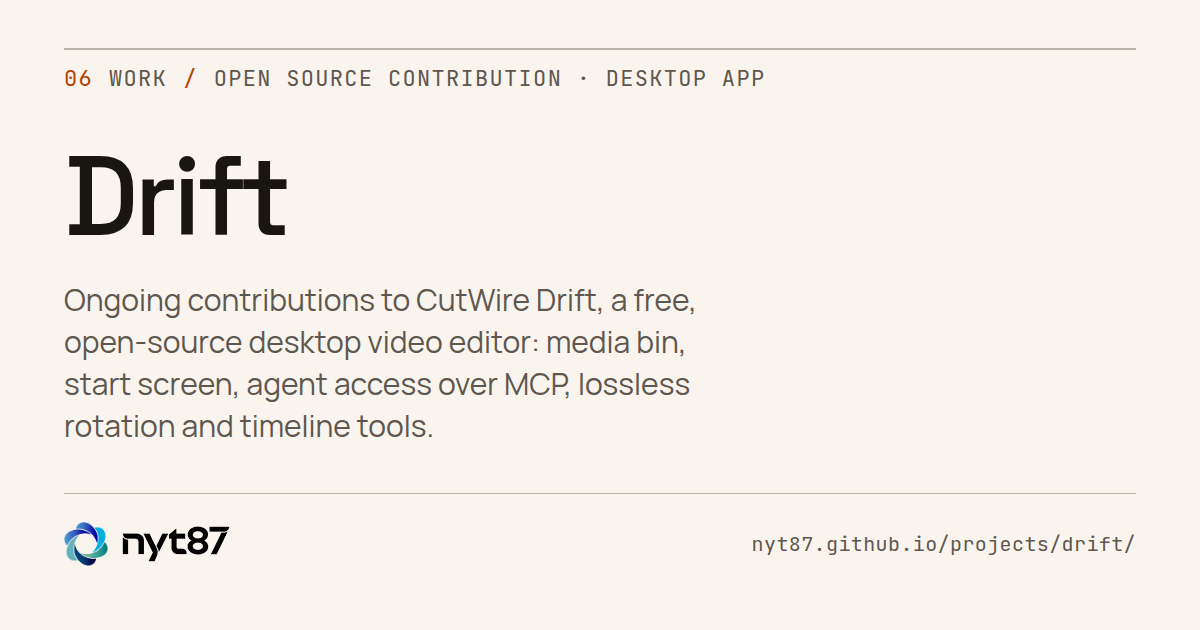 06 WORK / OPEN SOURCE CONTRIBUTION · DESKTOP APP
Drift
Ongoing contributions to CutWire Drift, a free,
open-source desktop video editor: media bin,
start screen, agent access over MCP, lossless
rotation and timeline tools.
nyt87
nyt87.github.io/projects/drift/